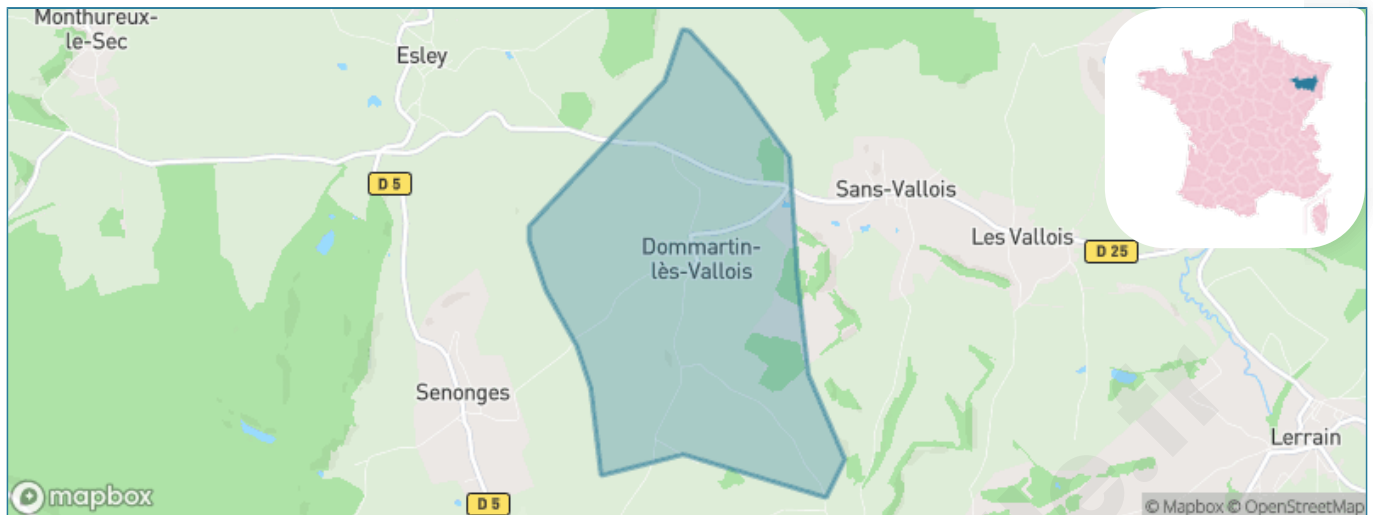 Monthureux-
le-Sec
Esley
D 5
Sans-Vallois
Dommartin-
lès-Vallois
Les Vallois
D 25
Senonges
Lerrain
D 5
mapbox
© Mapbox © OpenStreetMap